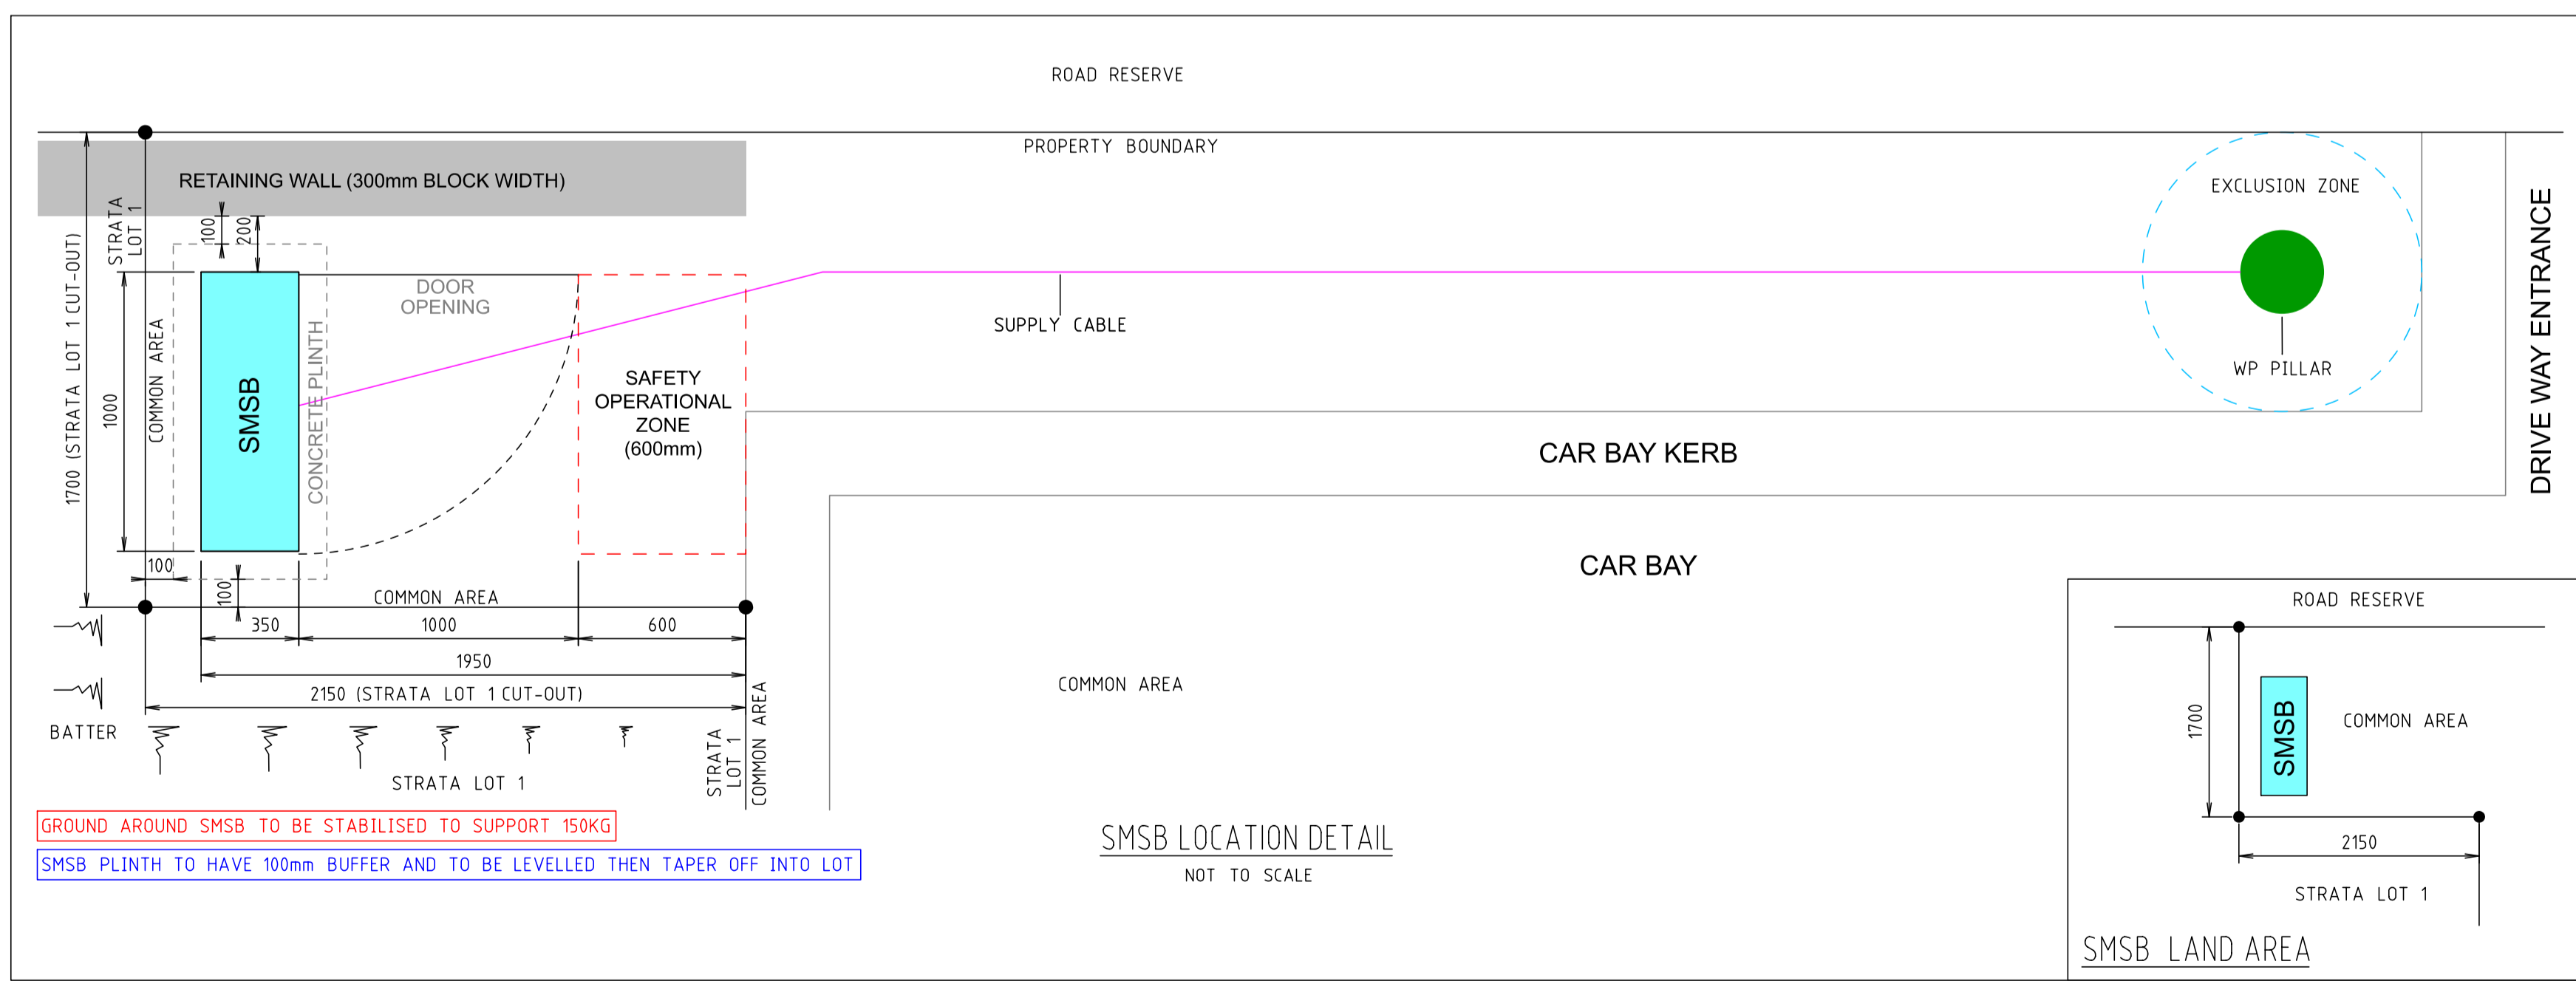 ROAD RESERVE
PROPERTY BOUNDARY
RETAINING WALL (300mm BLOCK WIDTH)
EXCLUSION ZONE
STRATA
LOT 1
100
200
1700 (STRATA LOT 1 CUT-OUT)
1000
COMMON AREA
SMSB
CONCRETE PLINTH
DOOR
OPENING
SUPPLY CABLE
SAFETY
OPERATIONAL
ZONE
(600mm)
WP PILLAR
DRIVE WAY ENTRANCE
CAR BAY KERB
CAR BAY
100
100
COMMON AREA
350
1000
600
1950
2150 (STRATA LOT 1 CUT-OUT)
BATTER
STRATA LOT 1
STRATA
LOT 1
COMMON AREA
COMMON AREA
GROUND AROUND SMSB TO BE STABILISED TO SUPPORT 150KG
SMSB PLINTH TO HAVE 100mm BUFFER AND TO BE LEVELLED THEN TAPER OFF INTO LOT
SMSB LOCATION DETAIL
NOT TO SCALE
ROAD RESERVE
1700
SMSB
COMMON AREA
2150
STRATA LOT 1
SMSB LAND AREA